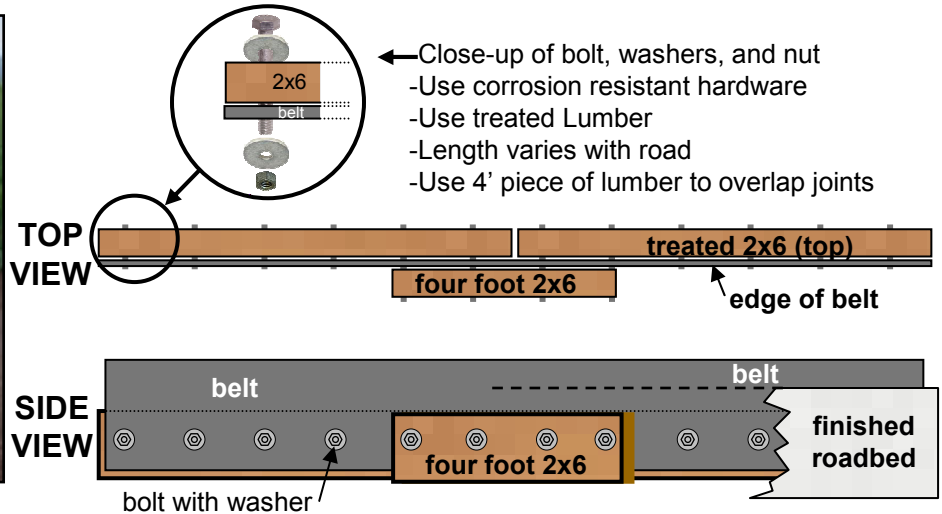 Close-up of bolt, washers, and nut
-Use corrosion resistant hardware
-Use treated Lumber
-Length varies with road
-Use 4' piece of lumber to overlap joints
2x6
belt
TOP
VIEW
treated 2x6 (top)
four foot 2x6
edge of belt
SIDE
VIEW
belt
belt
four foot 2x6
finished
roadbed
bolt with washer